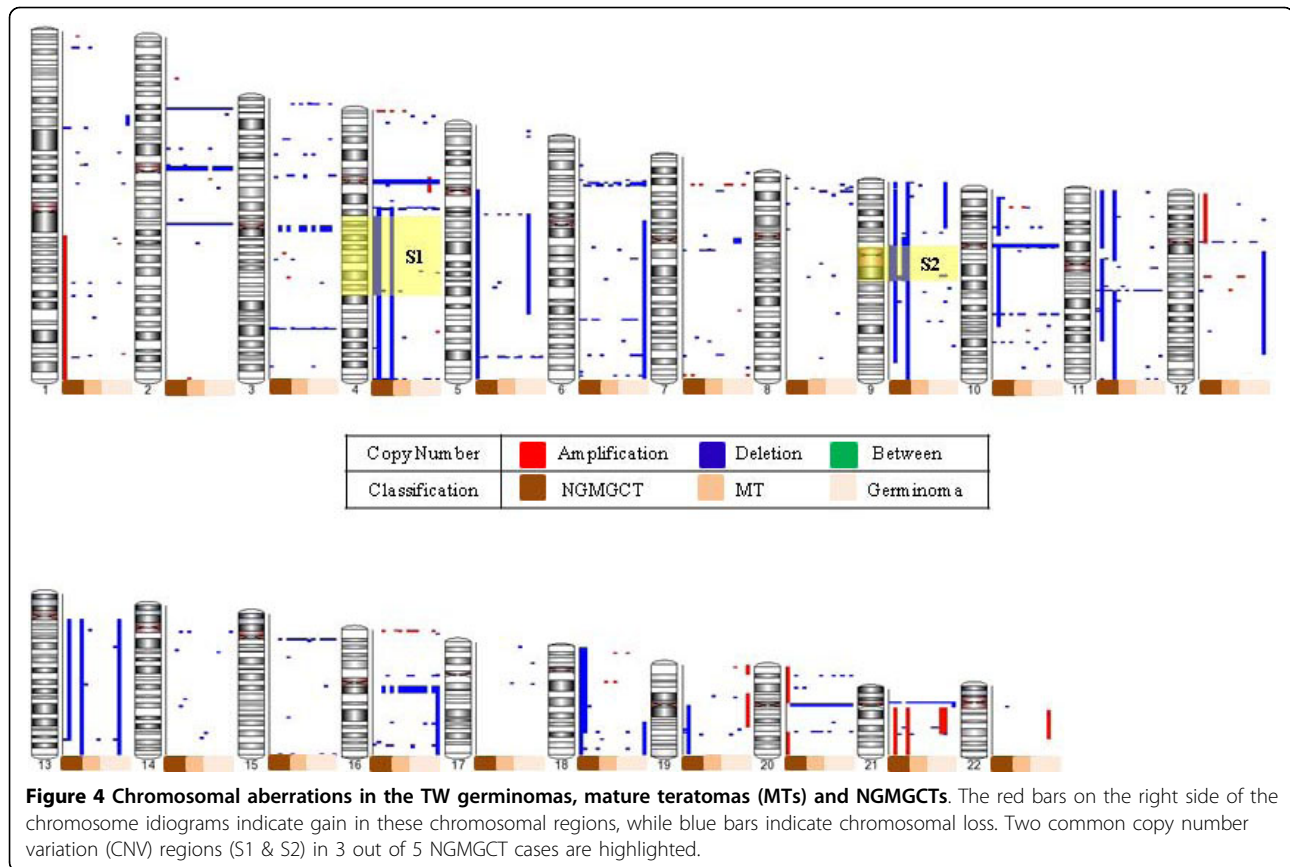 S1
S2
1 2 3 4 5 6 7 8 9 10 11 12
Copy Number Amplification Deletion Between
Classification NGMGCT MT Germinoma
13 14 15 16 17 18 19 20 21 22
Figure 4 Chromosomal aberrations in the TW germinomas, mature teratomas (MTs) and NGMGCTs. The red bars on the right side of the
chromosome idiograms indicate gain in these chromosomal regions, while blue bars indicate chromosomal loss. Two common copy number
variation (CNV) regions (S1 & S2) in 3 out of 5 NGMGCT cases are highlighted.